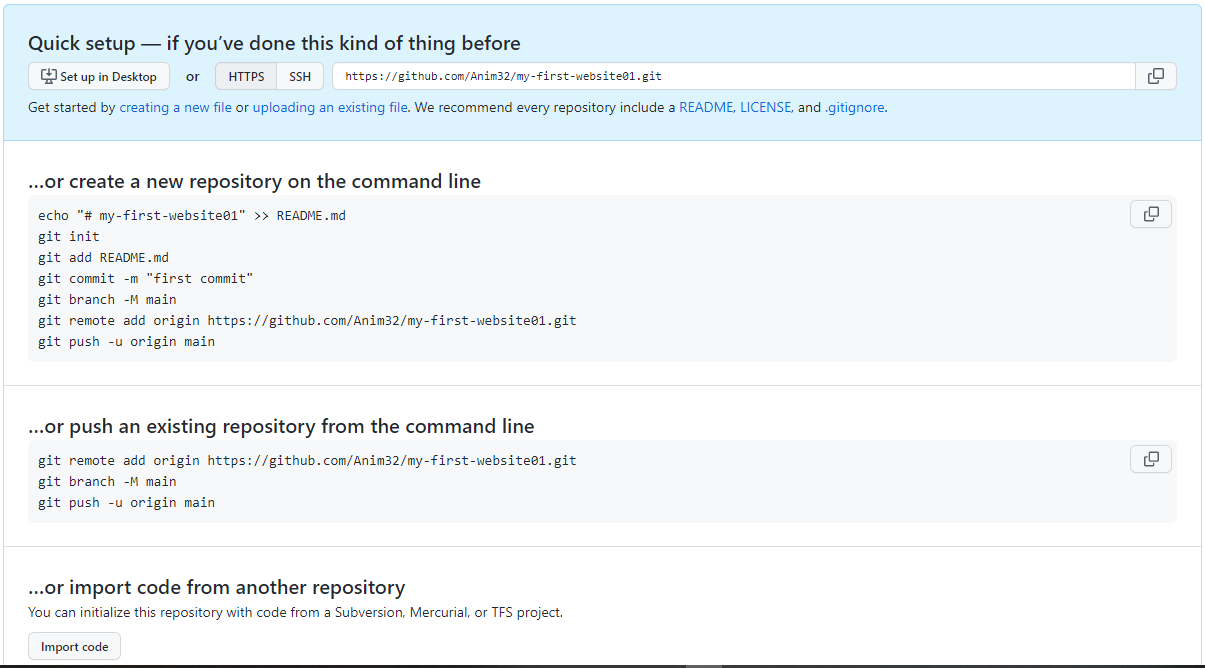 Quick setup — if you’ve done this kind of thing before
Set up in Desktop or HTTPS SSH https://github.com/Anim32/my-first-website01.git
Get started by creating a new file or uploading an existing file. We recommend every repository include a README, LICENSE, and .gitignore.
…or create a new repository on the command line
echo "# my-first-website01" >> README.md
git init
git add README.md
git commit -m "first commit"
git branch -M main
git remote add origin https://github.com/Anim32/my-first-website01.git
git push -u origin main
…or push an existing repository from the command line
git remote add origin https://github.com/Anim32/my-first-website01.git
git branch -M main
git push -u origin main
…or import code from another repository
You can initialize this repository with code from a Subversion, Mercurial, or TFS project.
Import code